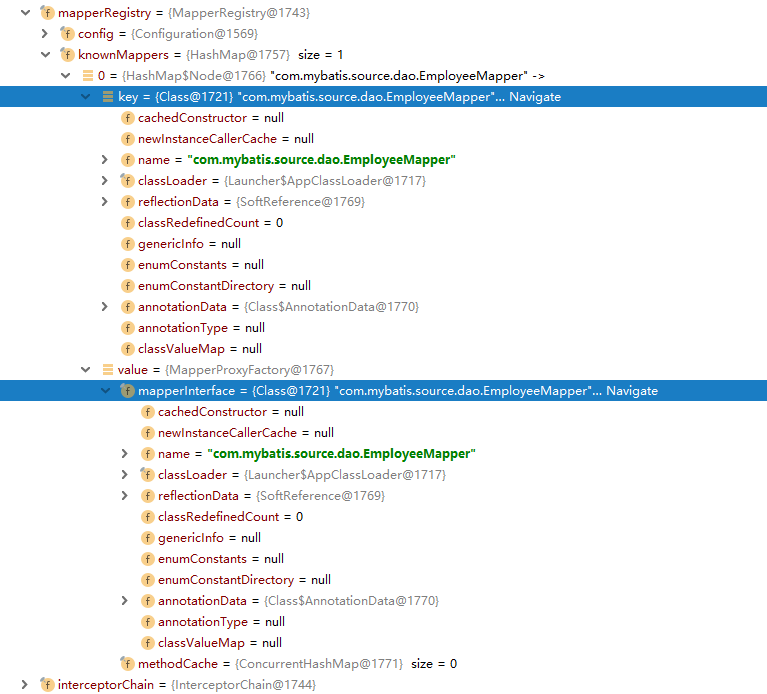 mapperRegistry = {MapperRegistry@1743}
config = {Configuration@1569}
knownMappers = {HashMap@1757} size = 1
0 = {HashMap$Node@1766} "com.mybatis.source.dao.EmployeeMapper" ->
key = {Class@1721} "com.mybatis.source.dao.EmployeeMapper"... Navigate
cachedConstructor = null
newInstanceCallerCache = null
name = "com.mybatis.source.dao.EmployeeMapper"
classLoader = {Launcher$AppClassLoader@1717}
reflectionData = {SoftReference@1769}
classRedefinedCount = 0
genericInfo = null
enumConstants = null
enumConstantDirectory = null
annotationData = {Class$AnnotationData@1770}
annotationType = null
classValueMap = null
value = {MapperProxyFactory@1767}
mapperInterface = {Class@1721} "com.mybatis.source.dao.EmployeeMapper"... Navigate
cachedConstructor = null
newInstanceCallerCache = null
name = "com.mybatis.source.dao.EmployeeMapper"
classLoader = {Launcher$AppClassLoader@1717}
reflectionData = {SoftReference@1769}
classRedefinedCount = 0
genericInfo = null
enumConstants = null
enumConstantDirectory = null
annotationData = {Class$AnnotationData@1770}
annotationType = null
classValueMap = null
methodCache = {ConcurrentHashMap@1771} size = 0
interceptorChain = {InterceptorChain@1744}